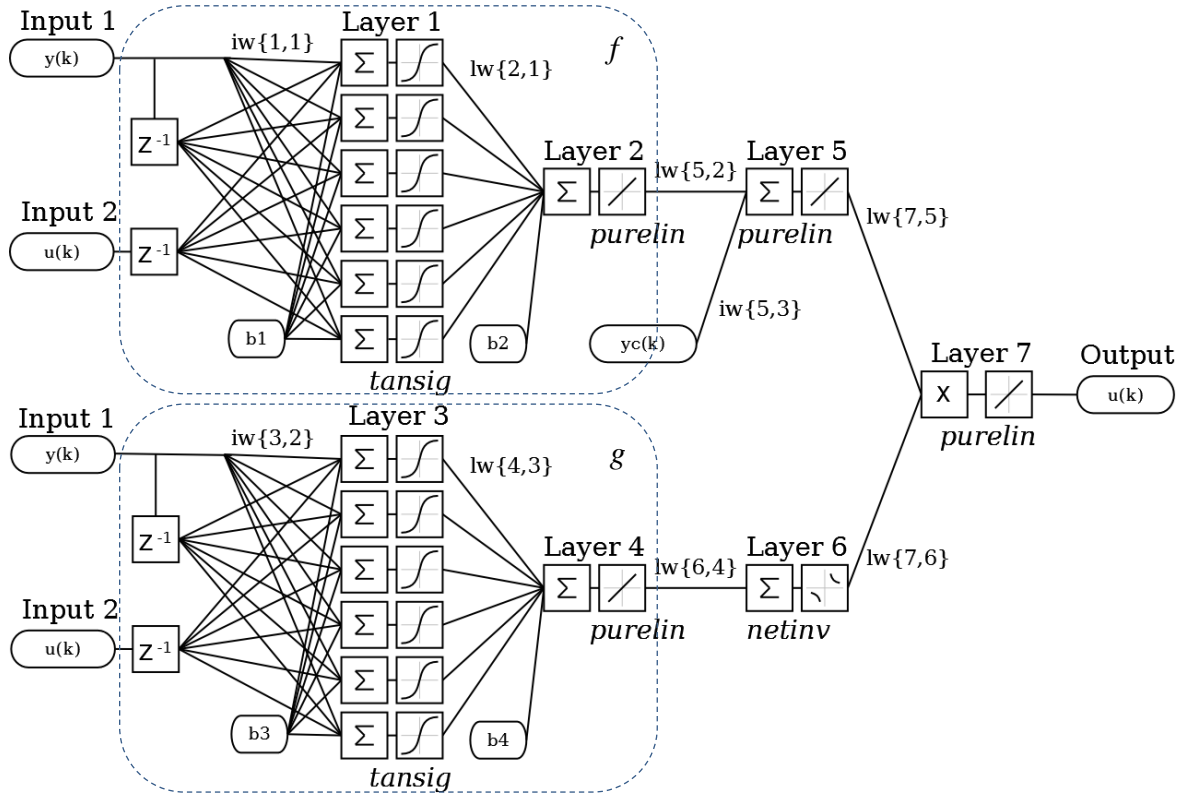 Input 1
Layer 1
y(k)
iw{1,1}
f
lw{2,1}
Σ
Σ
Z -1
Layer 2
Layer 5
Σ
lw{5,2}
Σ
Σ
Input 2
lw{7,5}
Σ
purelin
purelin
u(k)
Z -1
Σ
iw{5,3}
b1
Σ
b2
yc(k)
Layer 7
Output
tansig
X
u(k)
Input 1
Layer 3
purelin
y(k)
iw{3,2}
g
Σ
lw{4,3}
Σ
Z -1
Layer 4
Layer 6
Σ
lw{6,4}
lw{7,6}
Σ
Σ
Input 2
Σ
purelin
netinv
u(k)
Z -1
Σ
b3
Σ
b4
tansig